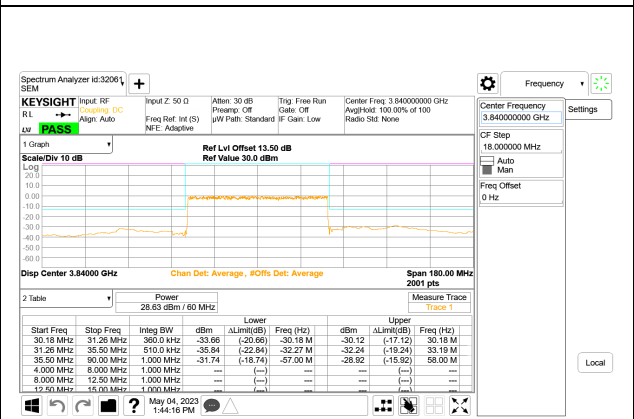 Spectrum Analyzer id:32061
SEM
+
Frequency
KEYSIGHT Input: RF Input Z: 50 Ω Atten: 30 dB Trig: Free Run Center Freq: 3.840000000 GHz
RL Coupling: DC Preamp: Off Gate: Off Avg|Hold: 100.00% of 100
Align: Auto Freq Ref: Int (S) µW Path: Standard IF Gain: Low Radio Std: None
LXI PASS NFE: Adaptive
Center Frequency
3.840000000 GHz
Settings
CF Step
18.000000 MHz
Auto
Man
Freq Offset
0 Hz
1 Graph
Ref Lvl Offset 13.50 dB
Scale/Div 10 dB Ref Value 30.0 dBm
Log
20.0
10.0
0.00
-10.0
-20.0
-30.0
-40.0
-50.0
-60.0
Disp Center 3.84000 GHz Chan Det: Average, #Offs Det: Average Span 180.00 MHz
2001 pts
2 Table Power Measure Trace
28.63 dBm / 60 MHz Trace 1
Lower Upper
Start Freq Stop Freq Integ BW dBm ΔLimit(dB) Freq (Hz) dBm ΔLimit(dB) Freq (Hz)
30.18 MHz 31.26 MHz 360.0 kHz -33.66 (-20.66) -30.18 M -30.12 (-17.12) 30.18 M
31.26 MHz 35.50 MHz 510.0 kHz -35.84 (-22.84) -32.27 M -32.24 (-19.24) 33.19 M
35.50 MHz 90.00 MHz 1.000 MHz -31.74 (-18.74) -57.00 M -28.92 (-15.92) 58.00 M
4.000 MHz 8.000 MHz 1.000 MHz --- (---) --- --- (---) ---
8.000 MHz 12.50 MHz 1.000 MHz --- (---) --- --- (---) ---
12.50 MHz 15.00 MHz 1.000 MHz --- (---) --- --- (---) ---
Local
? May 04, 2023
1:44:16 PM